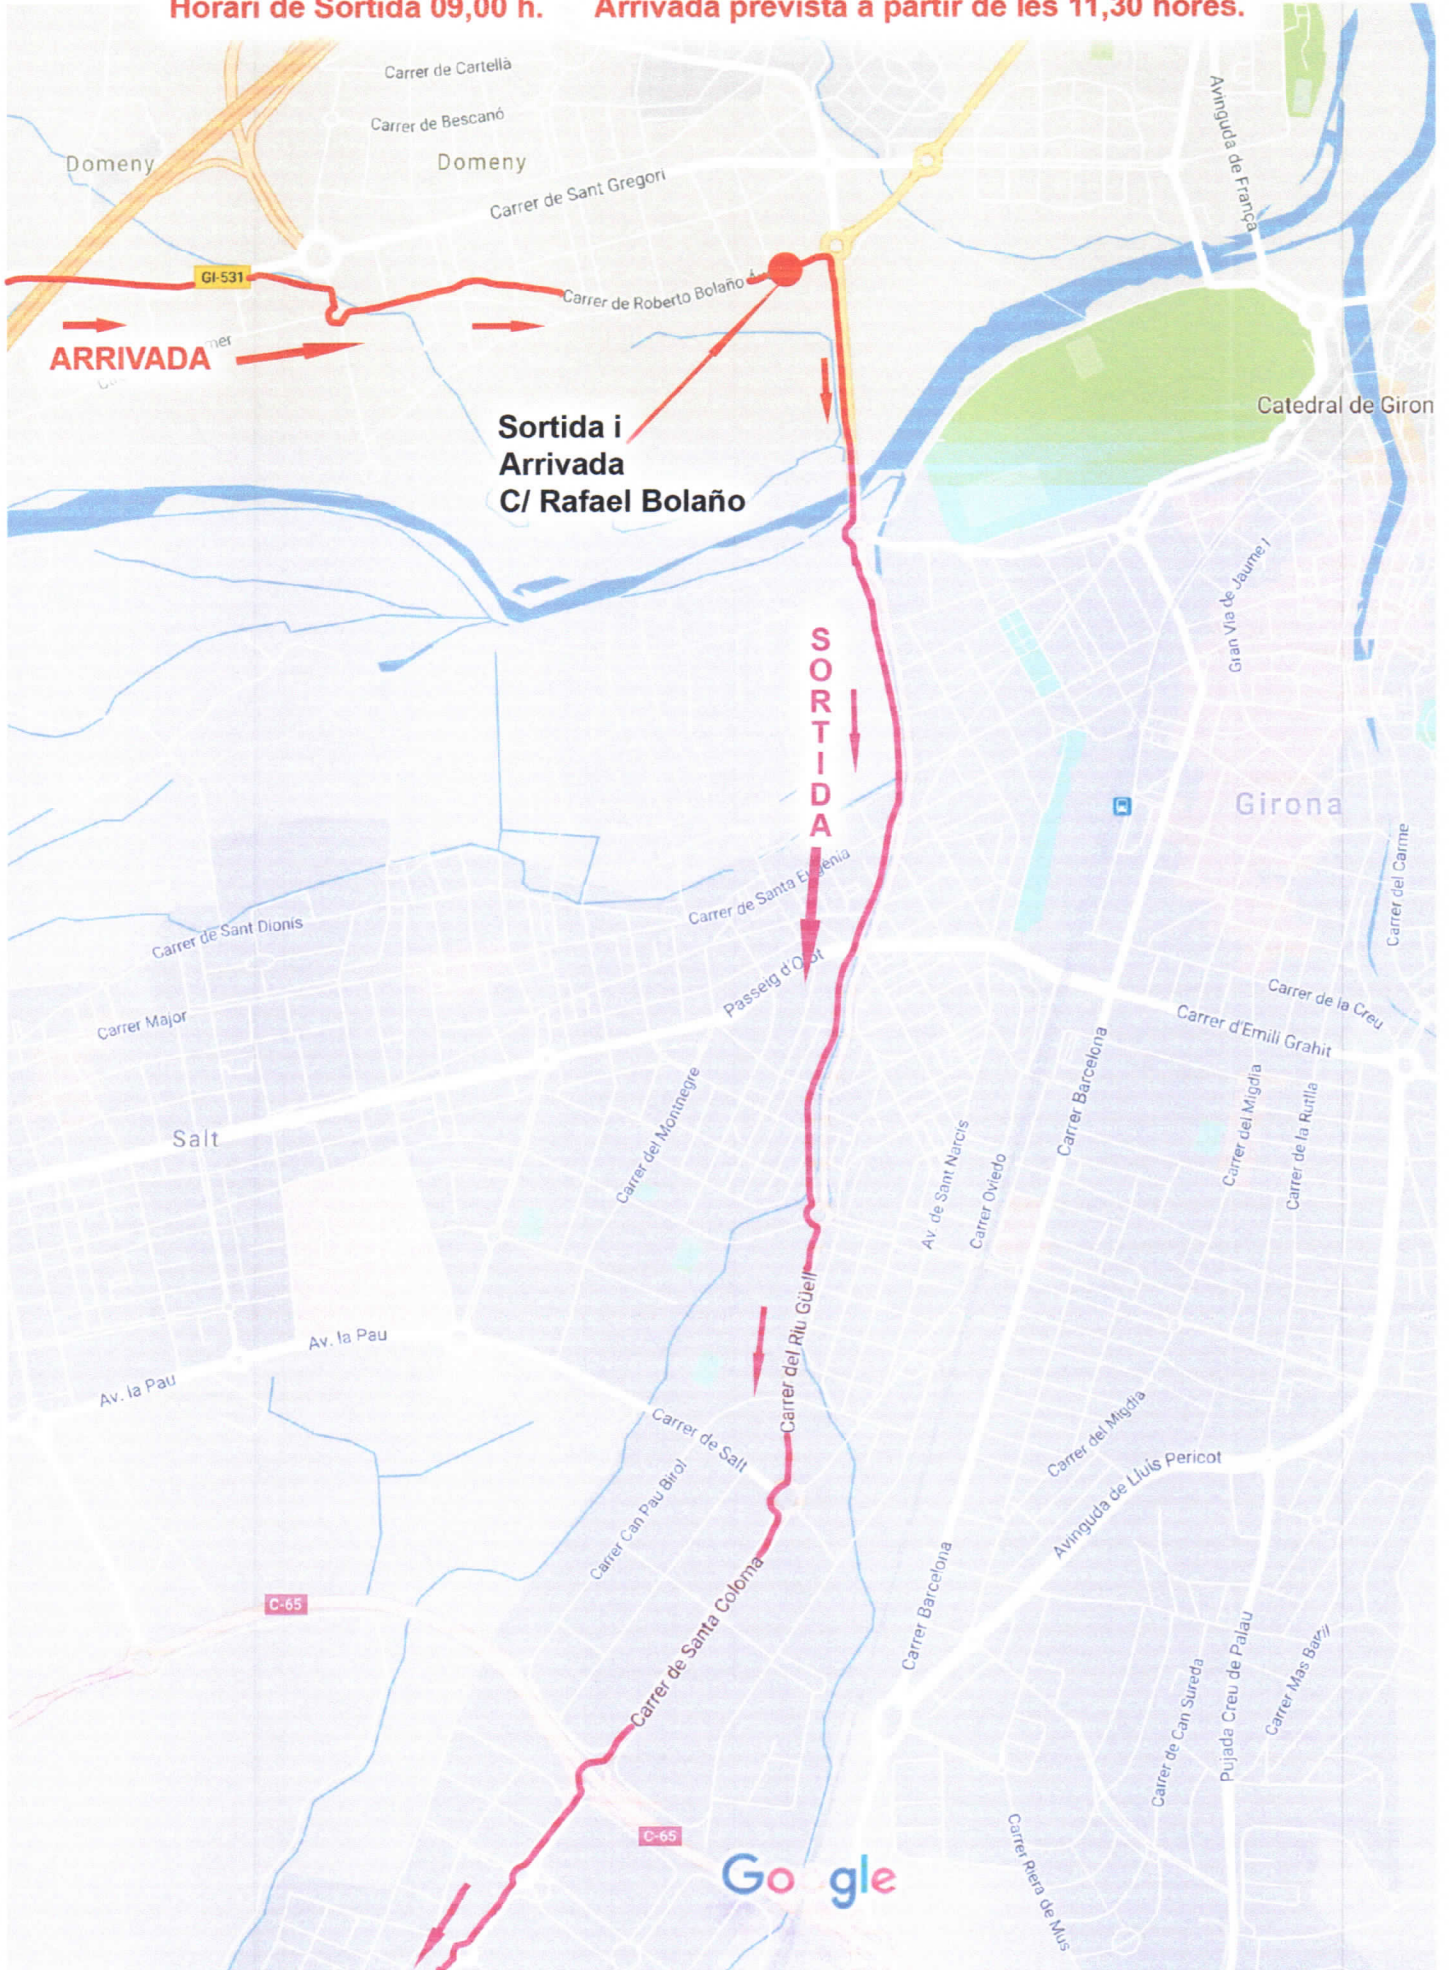 Horari de Sortida 09,00 h. Arrivada prevista a partir de les 11,30 hores.
Carrer de Cartellà
Carrer de Bescanó
Domeny
Domeny
Carrer de Sant Gregori
Avinguda de França
GI-531
Carrer de Roberto Bolaño
ARRIVADA
Catedral de Giron
Sortida i
Arrivada
C/ Rafael Bolaño
Gran Via de Jaume I
SORTIDA
Girona
Carrer del Carme
Carrer de Santa Eugènia
Carrer de Sant Dionís
Passeig d'Olot
Carrer Major
Carrer de la Creu
Carrer d'Emili Grahit
Carrer Barcelona
Carrer del Montnegre
Carrer del Migdia
Carrer de la Rutlla
Salt
Av. de Sant Narcís
Carrer Oviedo
Carrer del Riu Güell
Av. la Pau
Av. la Pau
Carrer de Salt
Carrer del Migdia
Avinguda de Lluís Pericot
Carrer Can Pau Birol
Carrer Barcelona
C-65
Carrer de Santa Coloma
Pujada Creu de Palau
Carrer Mas Barril
Carrer de Can Sureda
C-65
Carrer Riera de Mus
Go gle